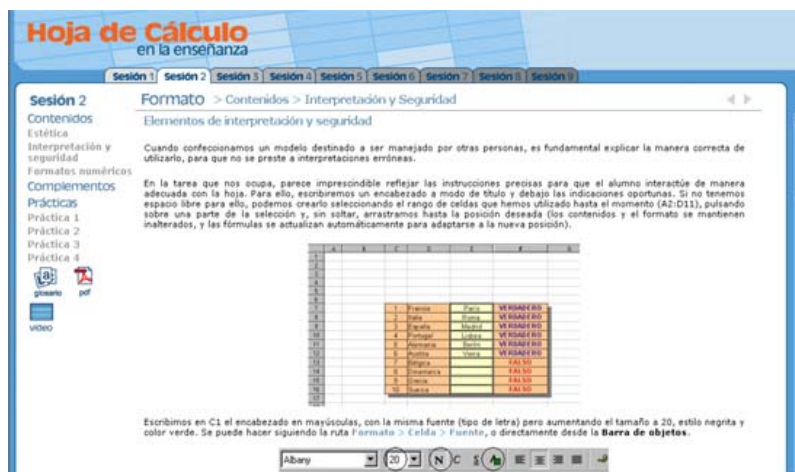 Hoja de Cálculo
en la enseñanza
Sesión 1 Sesión 2 Sesión 3 Sesión 4 Sesión 5 Sesión 6 Sesión 7 Sesión 8 Sesión 9
Sesión 2
Contenidos
Estética
Interpretación y
seguridad
Formatos numéricos
Complementos
Prácticas
Práctica 1
Práctica 2
Práctica 3
Práctica 4
glosario pdf
video
Formato > Contenidos > Interpretación y Seguridad
Elementos de interpretación y seguridad
Cuando confeccionamos un modelo destinado a ser manejado por otras personas, es fundamental explicar la manera correcta de
utilizarlo, para que no se preste a interpretaciones erróneas.
En la tarea que nos ocupa, parece imprescindible reflejar las instrucciones precisas para que el alumno interactúe de manera
adecuada con la hoja. Para ello, escribiremos un encabezado a modo de título y debajo las indicaciones oportunas. Si no tenemos
espacio libre para ello, podemos crearlo seleccionando el rango de celdas que hemos utilizado hasta el momento (A2:D11), pulsando
sobre una parte de la selección y, sin soltar, arrastramos hasta la posición deseada (los contenidos y el formato se mantienen
inalterados, y las fórmulas se actualizan automáticamente para adaptarse a la nueva posición).
A B C D E F G
1 Francia París VERDADERO
2 Italia Roma VERDADERO
3 España Madrid VERDADERO
4 Portugal Lisboa VERDADERO
5 Alemania Berlín VERDADERO
6 Austria Viena VERDADERO
7 Bélgica FALSO
8 Dinamarca FALSO
9 Grecia FALSO
10 Suecia FALSO
Escribimos en C1 el encabezado en mayúsculas, con la misma fuente (tipo de letra) pero aumentando el tamaño a 20, estilo negrita y
color verde. Se puede hacer siguiendo la ruta Formato > Celda > Fuente, o directamente desde la Barra de objetos.
Albany 20 N C S A